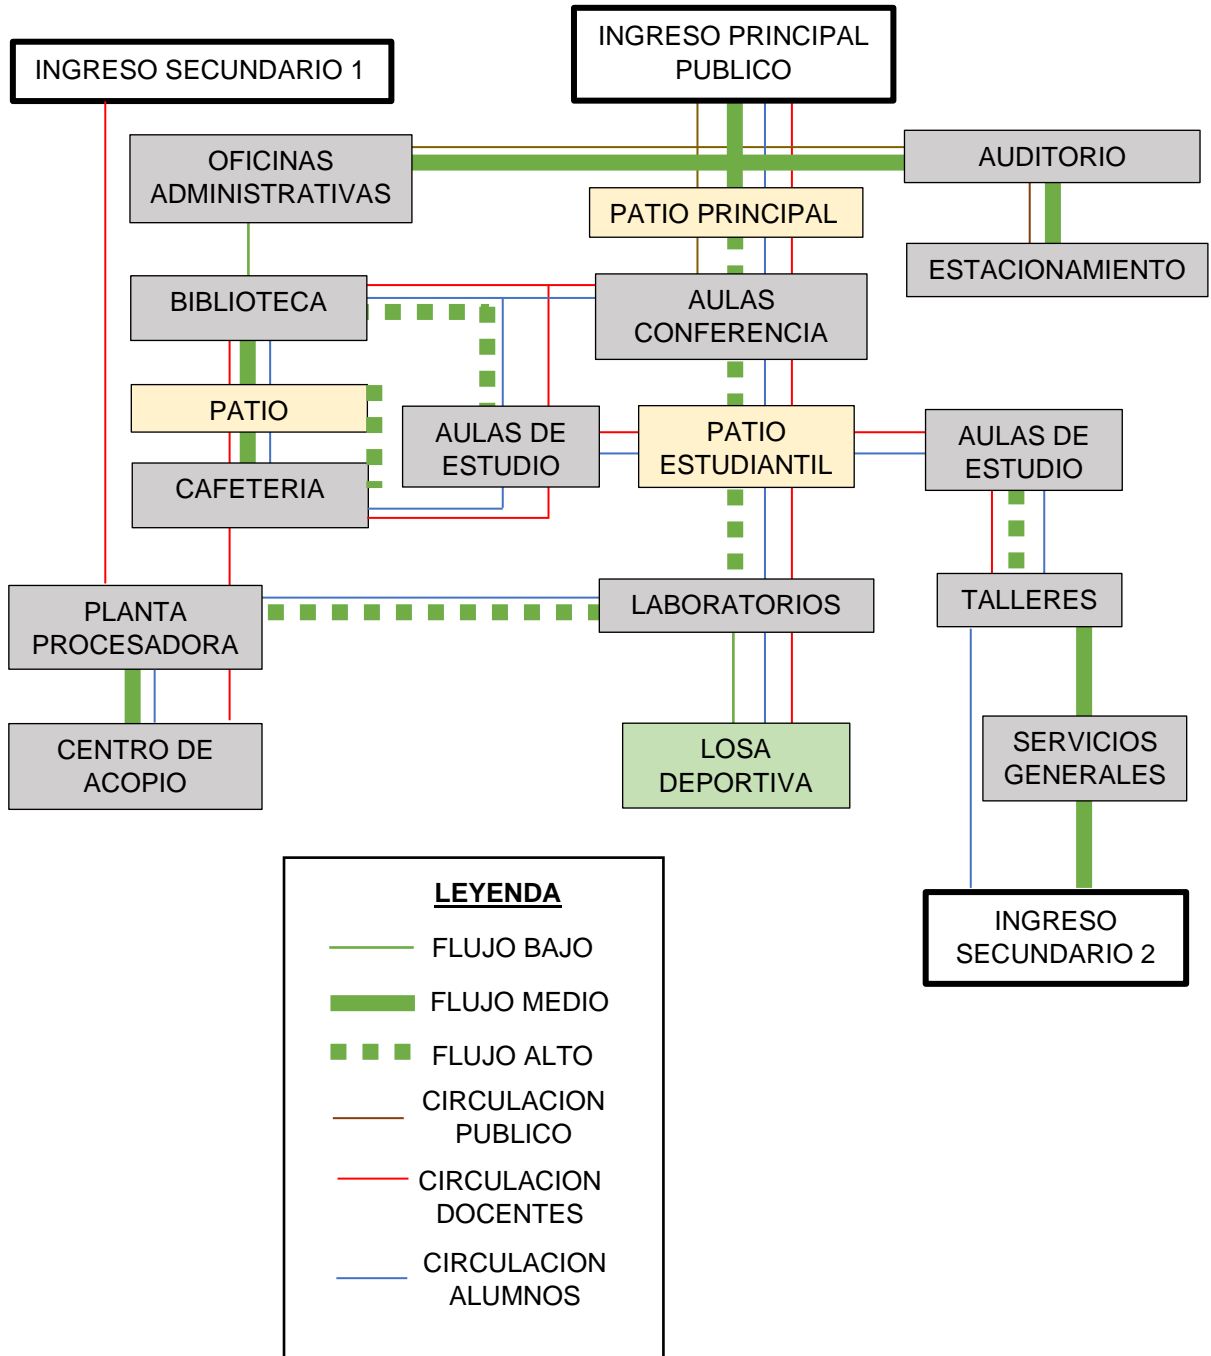 INGRESO PRINCIPAL
PUBLICO
INGRESO SECUNDARIO 1
OFICINAS
ADMINISTRATIVAS
AUDITORIO
PATIO PRINCIPAL
ESTACIONAMIENTO
BIBLIOTECA
AULAS
CONFERENCIA
PATIO
AULAS DE
ESTUDIO
PATIO
ESTUDIANTIL
AULAS DE
ESTUDIO
CAFETERIA
PLANTA
PROCESADORA
LABORATORIOS
TALLERES
CENTRO DE
ACOPIO
LOSA
DEPORTIVA
SERVICIOS
GENERALES
INGRESO
SECUNDARIO 2
LEYENDA
FLUJO BAJO
FLUJO MEDIO
FLUJO ALTO
CIRCULACION
PUBLICO
CIRCULACION
DOCENTES
CIRCULACION
ALUMNOS